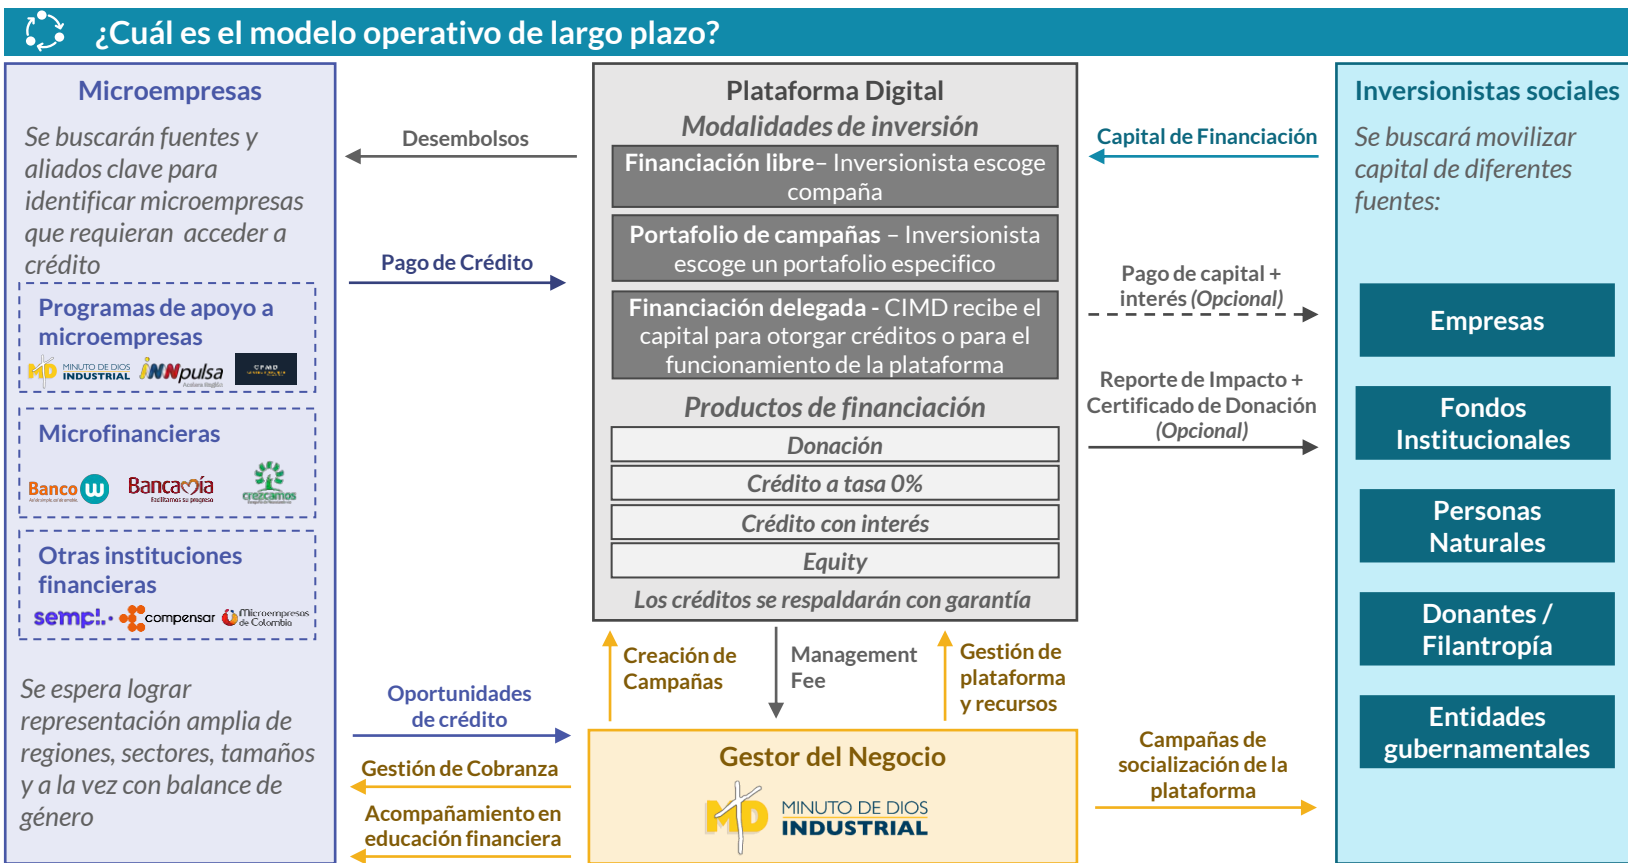 ¿Cuál es el modelo operativo de largo plazo?
Microempresas
Se buscarán fuentes y
aliados clave para
identificar microempresas
que requieran acceder a
crédito
Programas de apoyo a
microempresas
MD MINUTO DE DIOS
INDUSTRIAL
iNNpulsa
CPMD
Microfinancieras
Banco W
Bancamía
Facilitamos su progreso
crezcamos
Otras instituciones
financieras
sempli
compensar
Microempresas
de Colombia
Se espera lograr
representación amplia de
regiones, sectores, tamaños
y a la vez con balance de
género
Desembolsos
Pago de Crédito
Oportunidades
de crédito
Gestión de Cobranza
Acompañamiento en
educación financiera
Plataforma Digital
Modalidades de inversión
Financiación libre– Inversionista escoge
compaña
Portafolio de campañas – Inversionista
escoge un portafolio especifico
Financiación delegada - CIMD recibe el
capital para otorgar créditos o para el
funcionamiento de la plataforma
Productos de financiación
Donación
Crédito a tasa 0%
Crédito con interés
Equity
Los créditos se respaldarán con garantía
Creación de
Campañas
Management
Fee
Gestión de
plataforma
y recursos
Gestor del Negocio
MD MINUTO DE DIOS
INDUSTRIAL
Capital de Financiación
Pago de capital +
interés (Opcional)
Reporte de Impacto +
Certificado de Donación
(Opcional)
Campañas de
socialización de la
plataforma
Inversionistas sociales
Se buscará movilizar
capital de diferentes
fuentes:
Empresas
Fondos
Institucionales
Personas
Naturales
Donantes /
Filantropía
Entidades
gubernamentales